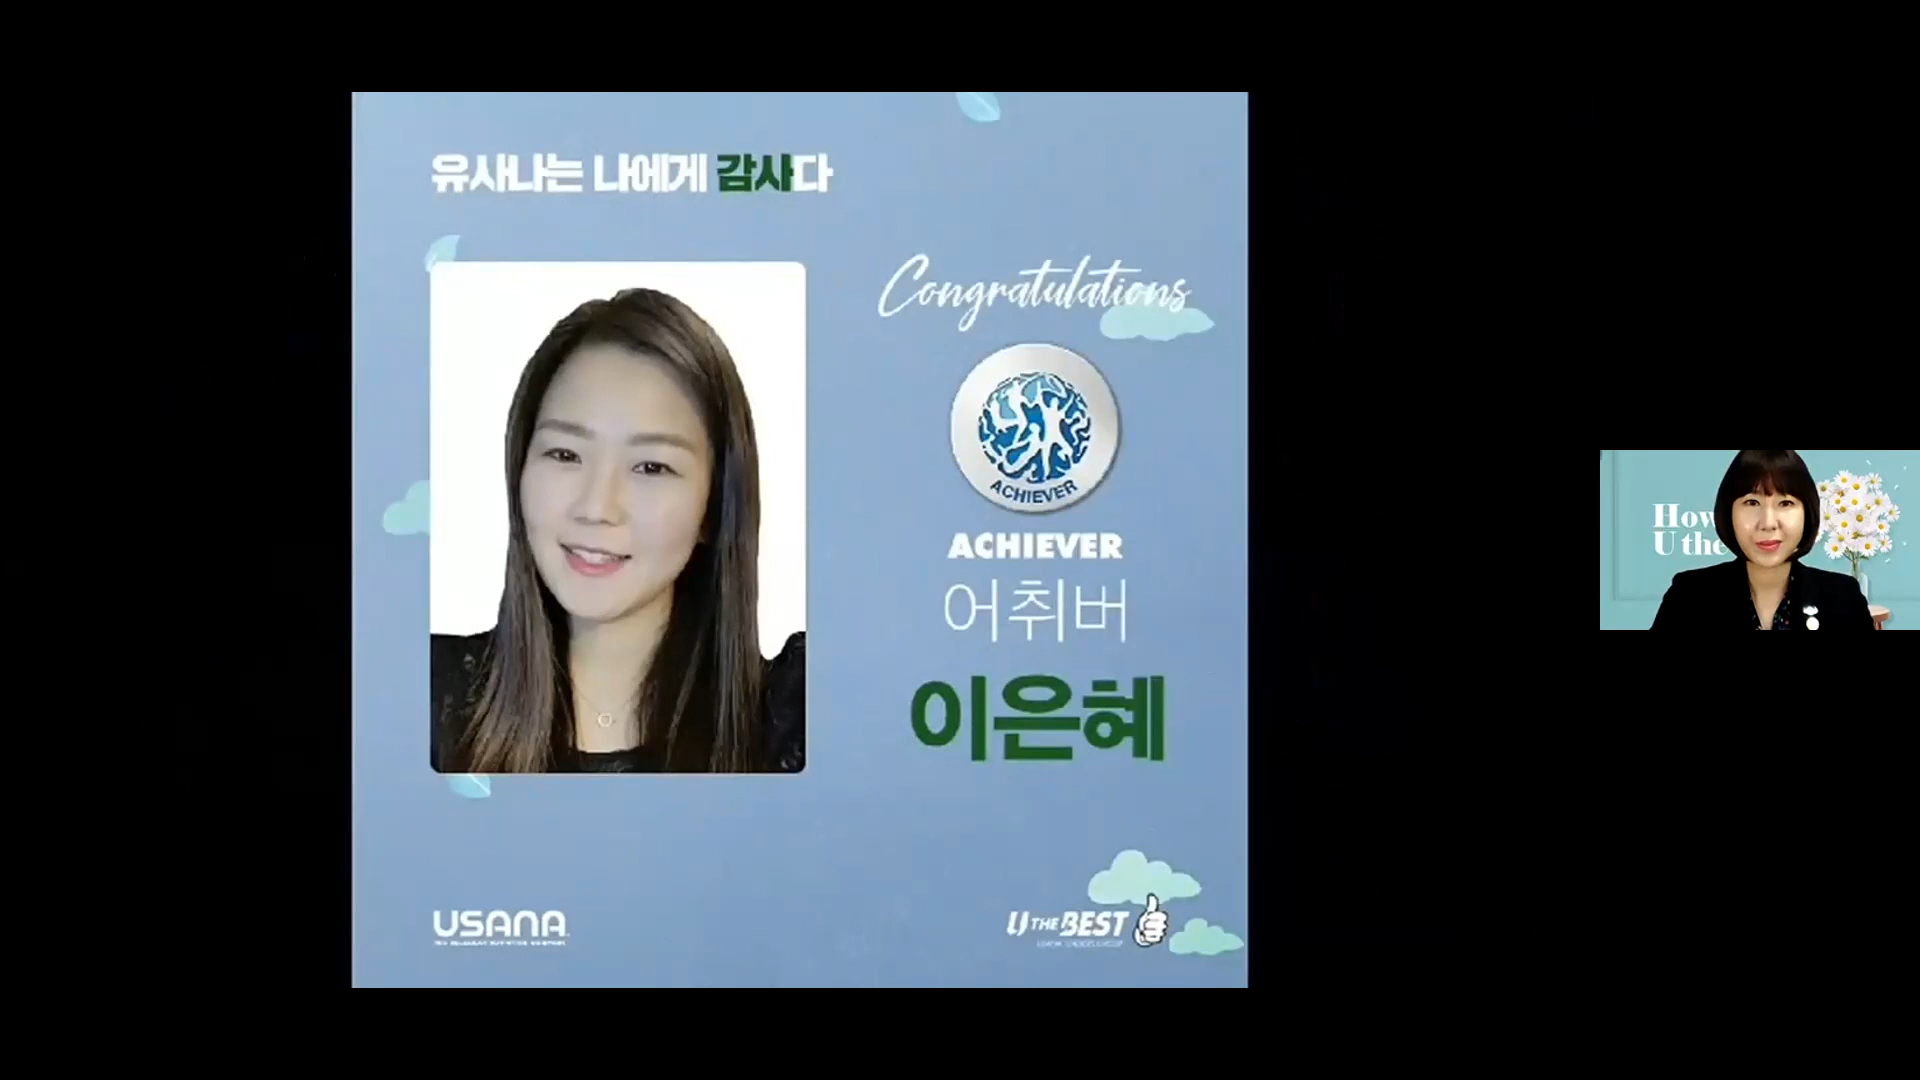 유사나는 나에게 감사다
Congratulations
ACHIEVER
ACHIEVER
어취버
이은혜
USANA
U THE BEST
How
U the